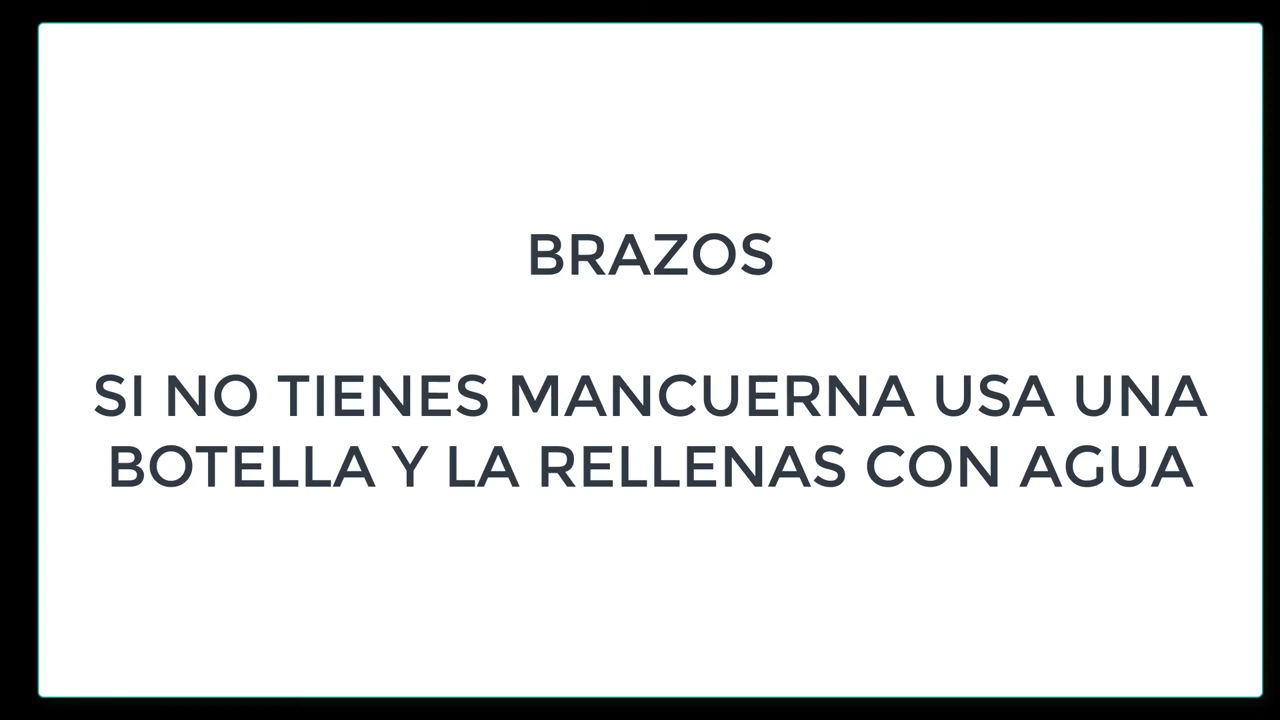 BRAZOS
SI NO TIENES MANCUERNA USA UNA
BOTELLA Y LA RELLENAS CON AGUA